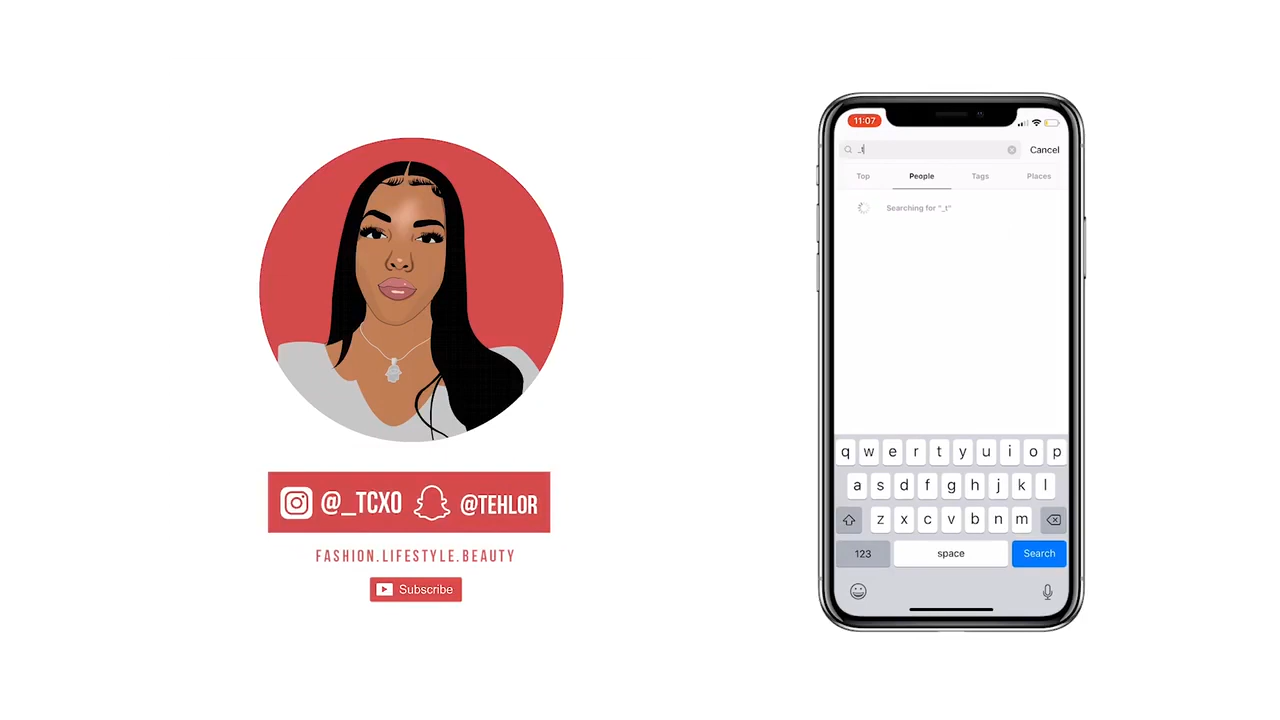 @_TCXO @TEHLOR
FASHION.LIFESTYLE.BEAUTY
Subscribe
11:07
_t
Cancel
Top People Tags Places
Searching for "_t"
q w e r t y u i o p
a s d f g h j k l
z x c v b n m
123 space Search